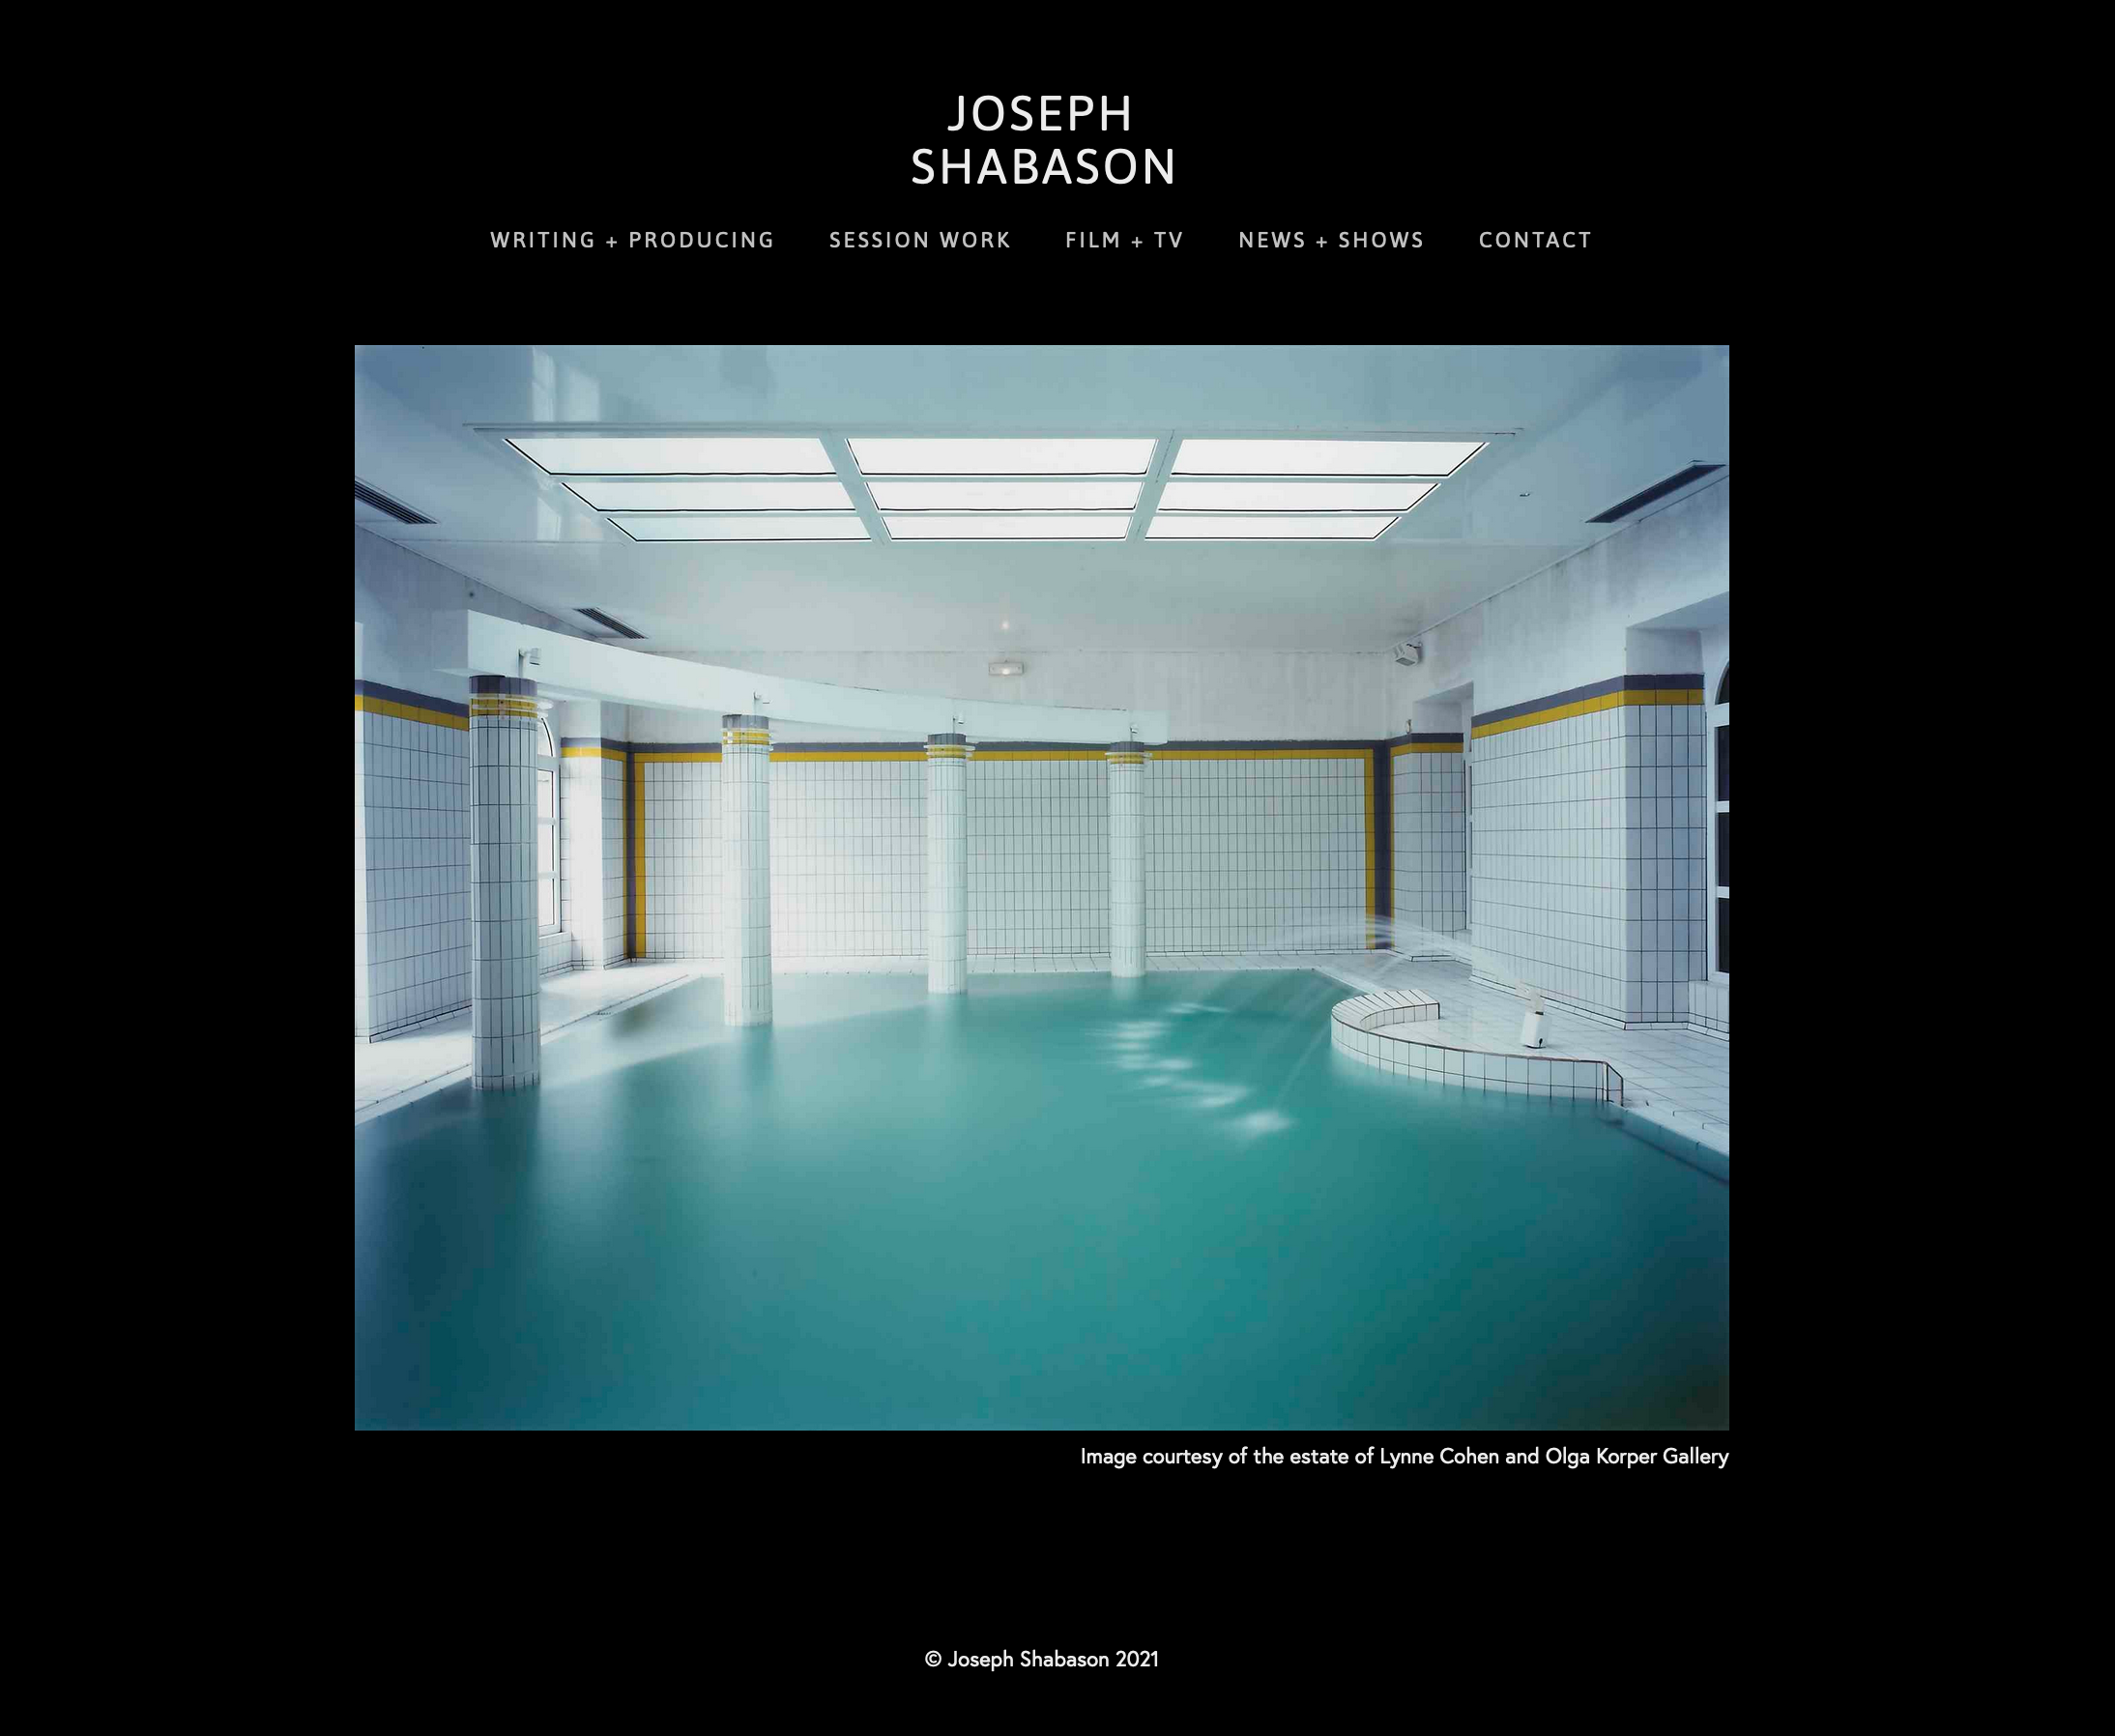 JOSEPH
SHABASON
WRITING + PRODUCING SESSION WORK FILM + TV NEWS + SHOWS CONTACT
Image courtesy of the estate of Lynne Cohen and Olga Korper Gallery
© Joseph Shabason 2021